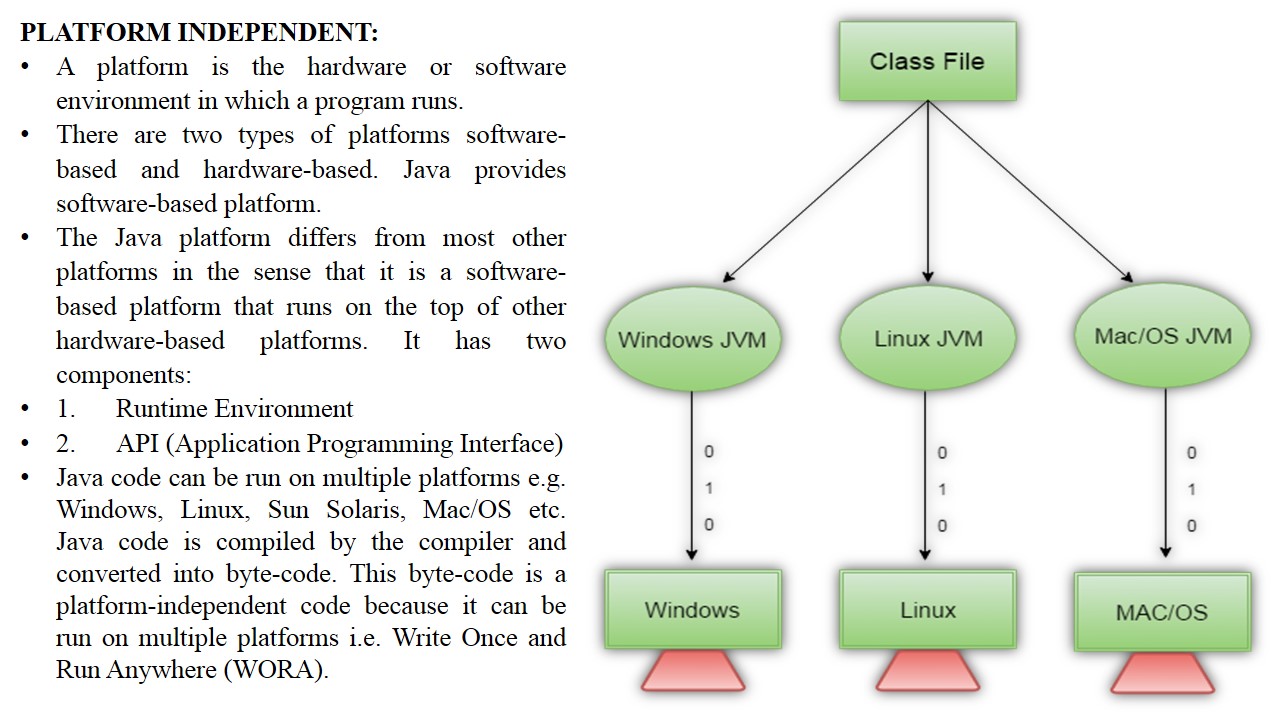 PLATFORM INDEPENDENT:
• A platform is the hardware or software
environment in which a program runs.
• There are two types of platforms software-
based and hardware-based. Java provides
software-based platform.
• The Java platform differs from most other
platforms in the sense that it is a software-
based platform that runs on the top of other
hardware-based platforms. It has two
components:
• 1. Runtime Environment
• 2. API (Application Programming Interface)
• Java code can be run on multiple platforms e.g.
Windows, Linux, Sun Solaris, Mac/OS etc.
Java code is compiled by the compiler and
converted into byte-code. This byte-code is a
platform-independent code because it can be
run on multiple platforms i.e. Write Once and
Run Anywhere (WORA).
Class File
Windows JVM
Linux JVM
Mac/OS JVM
0
1
0
0
1
0
0
1
0
Windows
Linux
MAC/OS